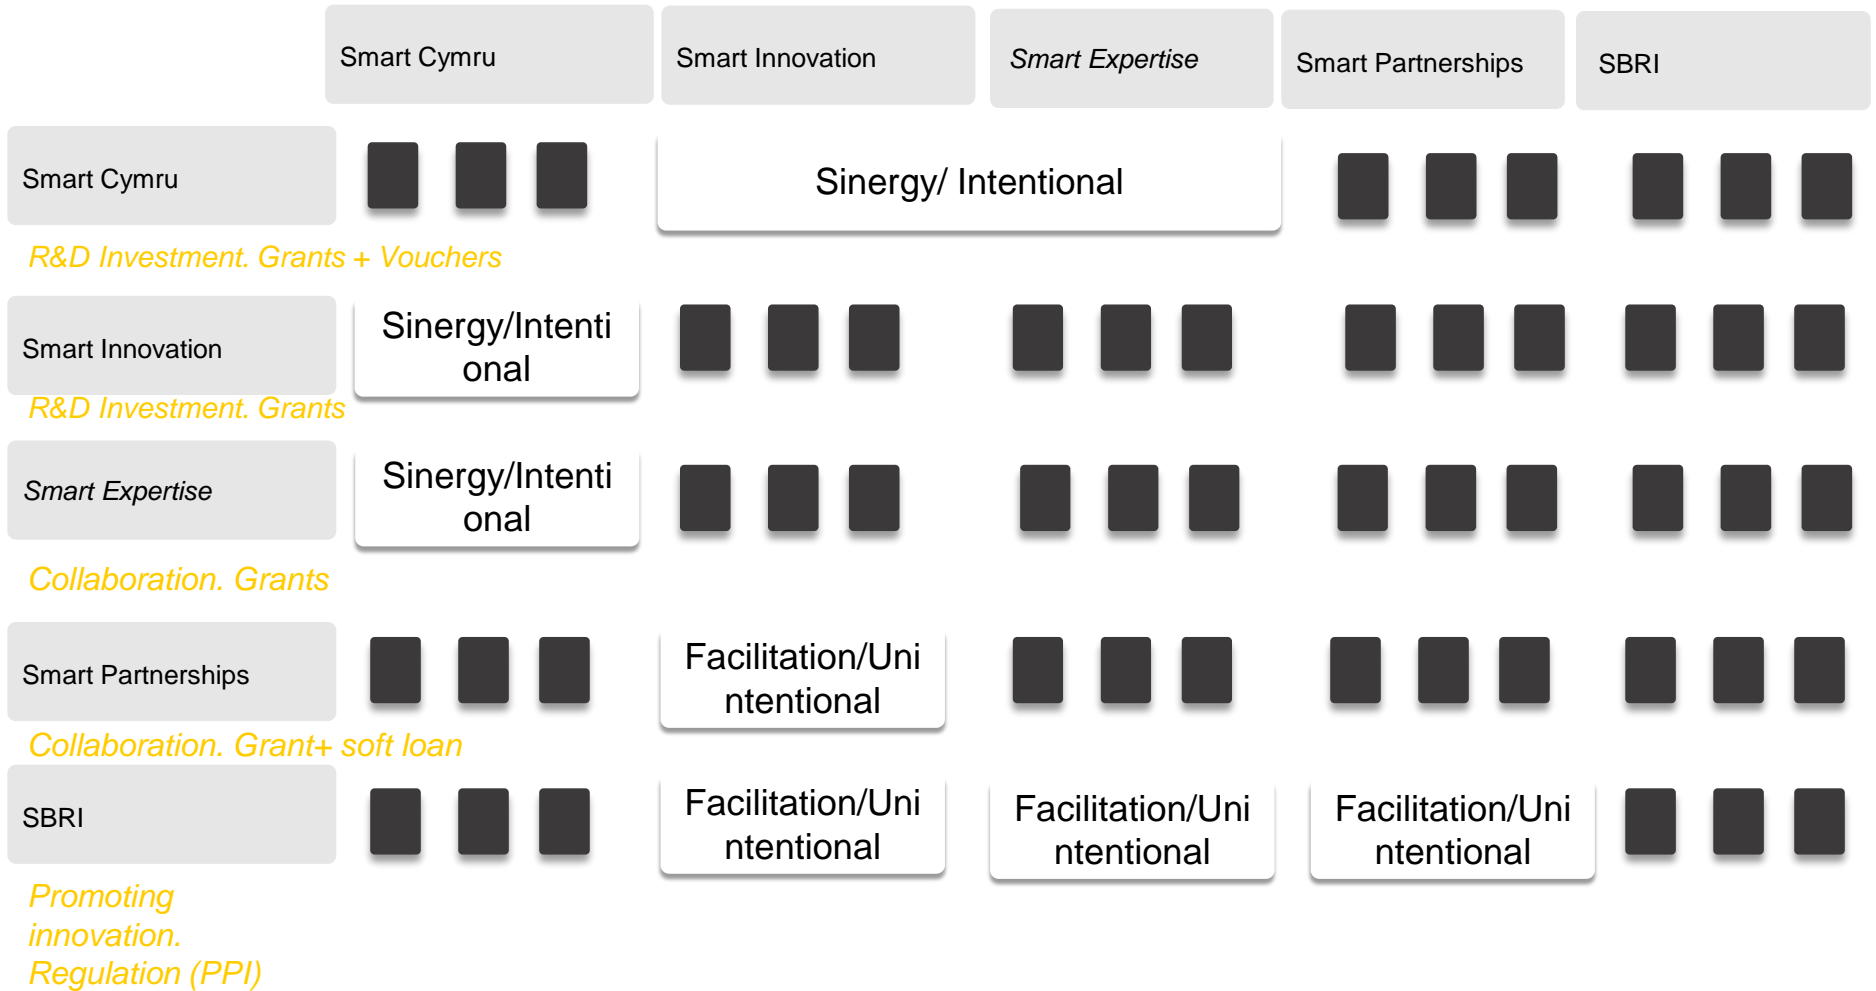 Smart Cymru
Smart Innovation
Smart Expertise
Smart Partnerships
SBRI
Smart Cymru
Sinergy/ Intentional
R&D Investment. Grants + Vouchers
Smart Innovation
Sinergy/Intenti
onal
R&D Investment. Grants
Smart Expertise
Sinergy/Intenti
onal
Collaboration. Grants
Smart Partnerships
Facilitation/Uni
ntentional
Collaboration. Grant+ soft loan
SBRI
Facilitation/Uni
ntentional
Facilitation/Uni
ntentional
Facilitation/Uni
ntentional
Promoting
innovation.
Regulation (PPI)